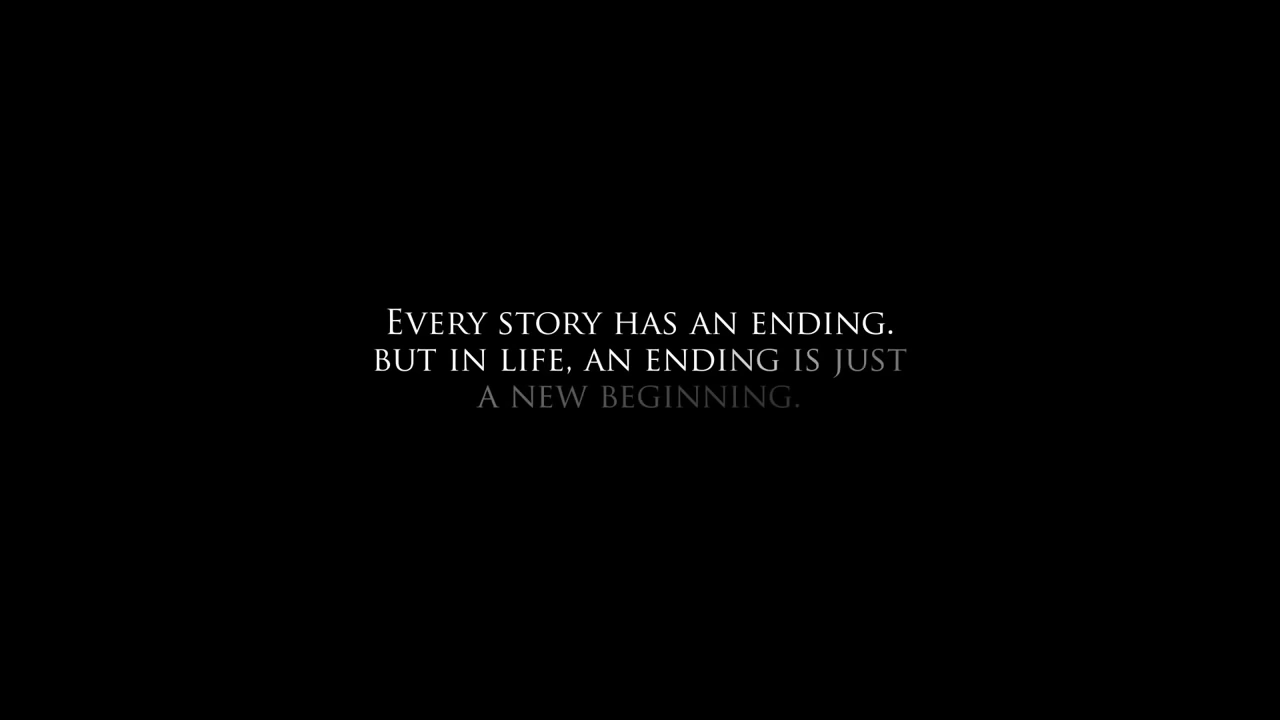 Every story has an ending.
but in life, an ending is just
a new beginning.